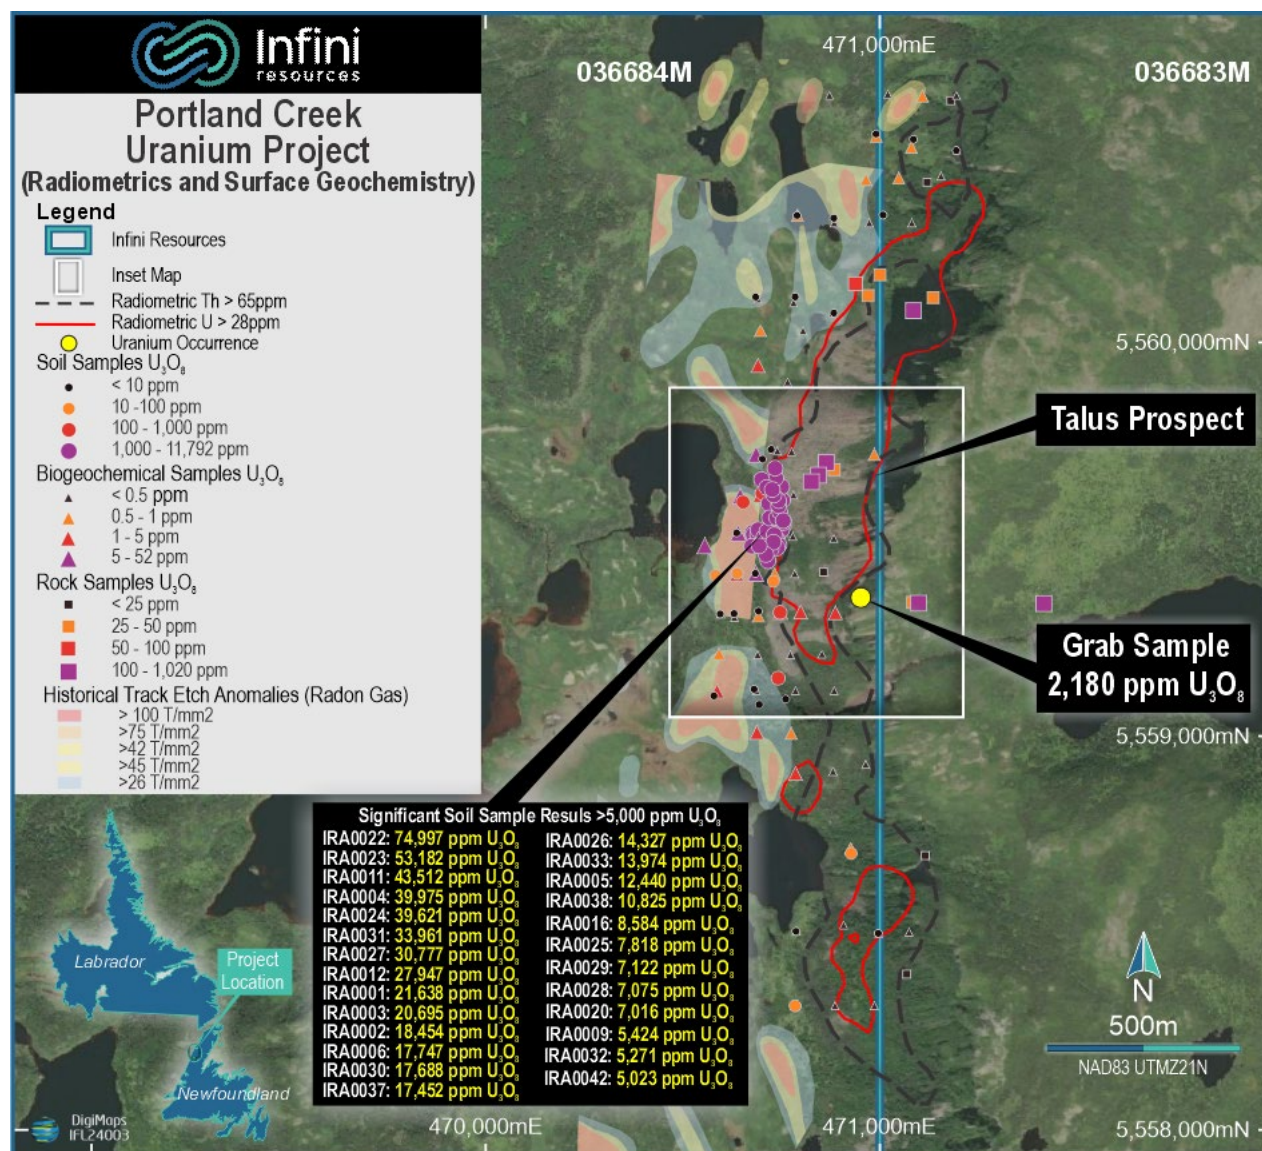 Infini
resources
Portland Creek
Uranium Project
(Radiometrics and Surface Geochemistry)
Legend
Infini Resources
Inset Map
Radiometric Th > 65ppm
Radiometric U > 28ppm
Uranium Occurrence
Soil Samples U₃O₈
< 10 ppm
10 -100 ppm
100 - 1,000 ppm
1,000 - 11,792 ppm
Biogeochemical Samples U₃O₈
< 0.5 ppm
0.5 - 1 ppm
1 - 5 ppm
5 - 52 ppm
Rock Samples U₃O₈
< 25 ppm
25 - 50 ppm
50 - 100 ppm
100 - 1,020 ppm
Historical Track Etch Anomalies (Radon Gas)
> 100 T/mm2
>75 T/mm2
>42 T/mm2
>45 T/mm2
>26 T/mm2
471,000mE
036684M
036683M
5,560,000mN
Talus Prospect
Grab Sample
2,180 ppm U₃O₈
5,559,000mN
Significant Soil Sample Resuls >5,000 ppm U₃O₈
IRA0022: 74,997 ppm U₃O₈
IRA0023: 53,182 ppm U₃O₈
IRA0011: 43,512 ppm U₃O₈
IRA0004: 39,975 ppm U₃O₈
IRA0024: 39,621 ppm U₃O₈
IRA0031: 33,961 ppm U₃O₈
IRA0027: 30,777 ppm U₃O₈
IRA0012: 27,947 ppm U₃O₈
IRA0001: 21,638 ppm U₃O₈
IRA0003: 20,695 ppm U₃O₈
IRA0002: 18,454 ppm U₃O₈
IRA0006: 17,747 ppm U₃O₈
IRA0030: 17,688 ppm U₃O₈
IRA0037: 17,452 ppm U₃O₈
IRA0026: 14,327 ppm U₃O₈
IRA0033: 13,974 ppm U₃O₈
IRA0005: 12,440 ppm U₃O₈
IRA0038: 10,825 ppm U₃O₈
IRA0016: 8,584 ppm U₃O₈
IRA0025: 7,818 ppm U₃O₈
IRA0029: 7,122 ppm U₃O₈
IRA0028: 7,075 ppm U₃O₈
IRA0020: 7,016 ppm U₃O₈
IRA0009: 5,424 ppm U₃O₈
IRA0032: 5,271 ppm U₃O₈
IRA0042: 5,023 ppm U₃O₈
Labrador
Project
Location
Newfoundland
DigiMaps
IFL24003
N
500m
NAD83 UTMZ21N
470,000mE
471,000mE
5,558,000mN